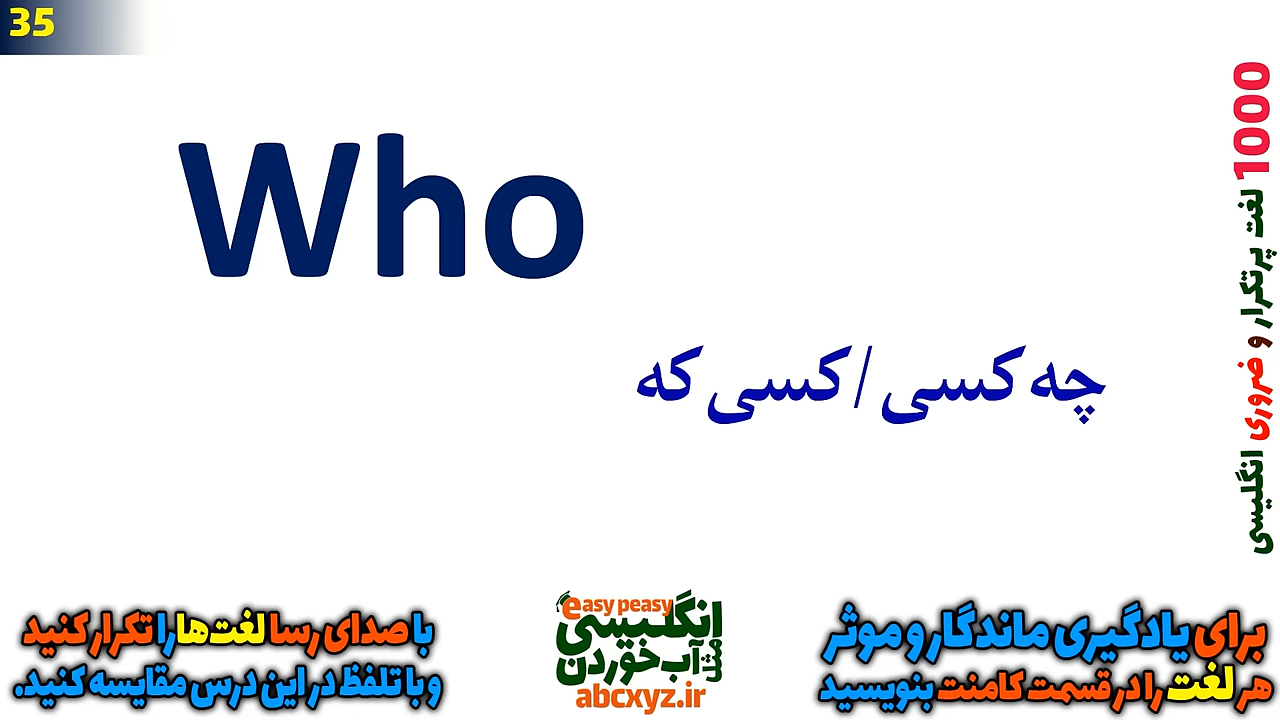 35
Who
چه کسی / کسی که
1000 لغت پرتکرار و ضروری انگلیسی
با صدای رسا لغت‌ها را تکرار کنید
و با تلفظ در این درس مقایسه کنید.
easy peasy
انگلیسی
مثل آب خوردن
abcxyz.ir
برای یادگیری ماندگار و موثر
هر لغت را در قسمت کامنت بنویسید